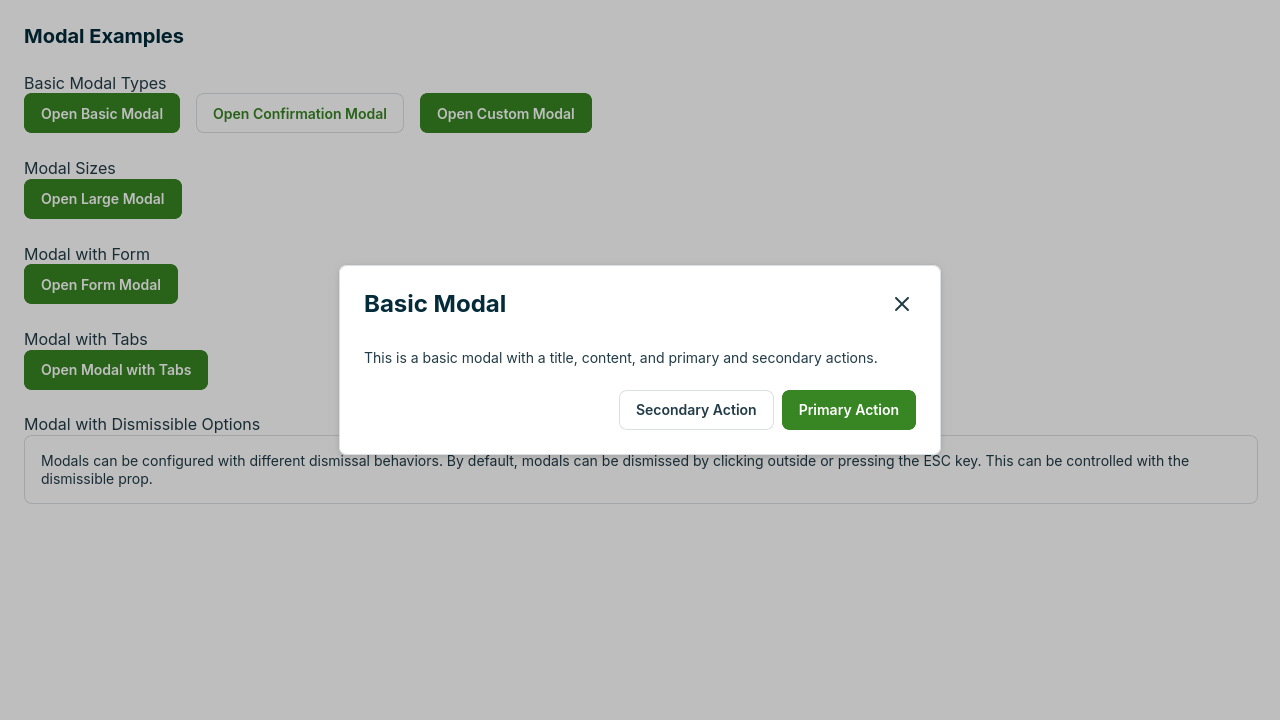 Modal Examples
Basic Modal Types
Open Basic Modal
Open Confirmation Modal
Open Custom Modal
Modal Sizes
Open Large Modal
Modal with Form
Open Form Modal
Modal with Tabs
Open Modal with Tabs
Modal with Dismissible Options
Modals can be configured with different dismissal behaviors. By default, modals can be dismissed by clicking outside or pressing the ESC key. This can be controlled with the
dismissible prop.
Basic Modal
This is a basic modal with a title, content, and primary and secondary actions.
Secondary Action
Primary Action